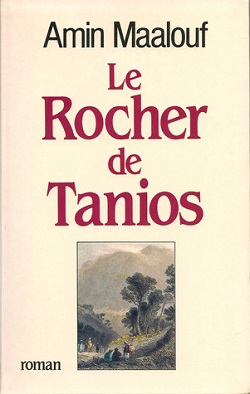 Amin Maalouf
Le
Rocher
de
Tanios
roman